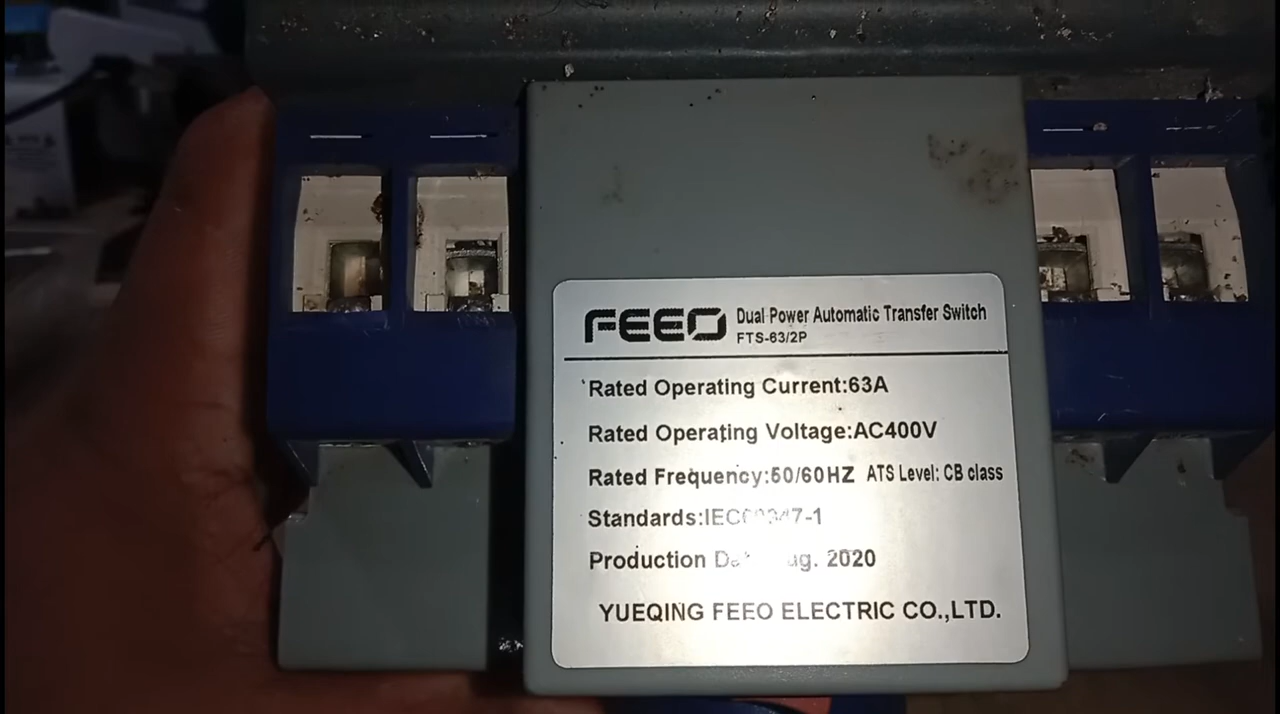 FEEO Dual Power Automatic Transfer Switch
FTS-63/2P
Rated Operating Current:63A
Rated Operating Voltage:AC400V
Rated Frequency:50/60HZ ATS Level: CB class
Standards:
Production 2020
YUEQING FEEO ELECTRIC CO.,LTD.